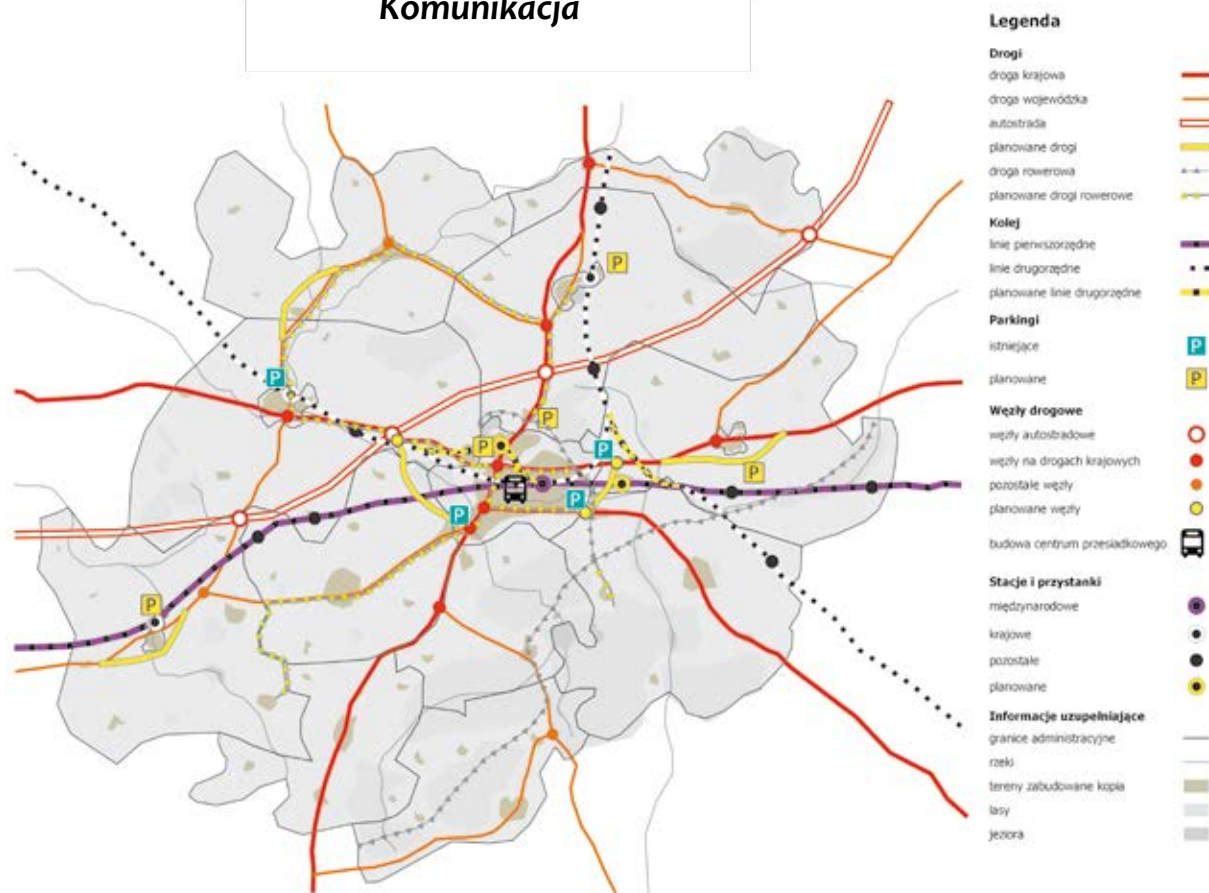 Komunikacja
Legenda
Drogi
droga krajowa
droga wojewódzka
autostrada
planowane drogi
droga rowerowa
planowane drogi rowerowe
Kolej
linie pierwszorzędne
linie drugorzędne
planowane linie drugorzędne
Parkingi
istniejące
P
planowane
P
Węzły drogowe
węzły autostradowe
węzły na drogach krajowych
pozostałe węzły
planowane węzły
budowa centrum przesiadkowego
Stacje i przystanki
międzynarodowe
krajowe
pozostałe
planowane
Informacje uzupełniające
granice administracyjne
rzeki
tereny zabudowane kopia
lasy
jeziora
P
P
P
P
P
P
P
P
P